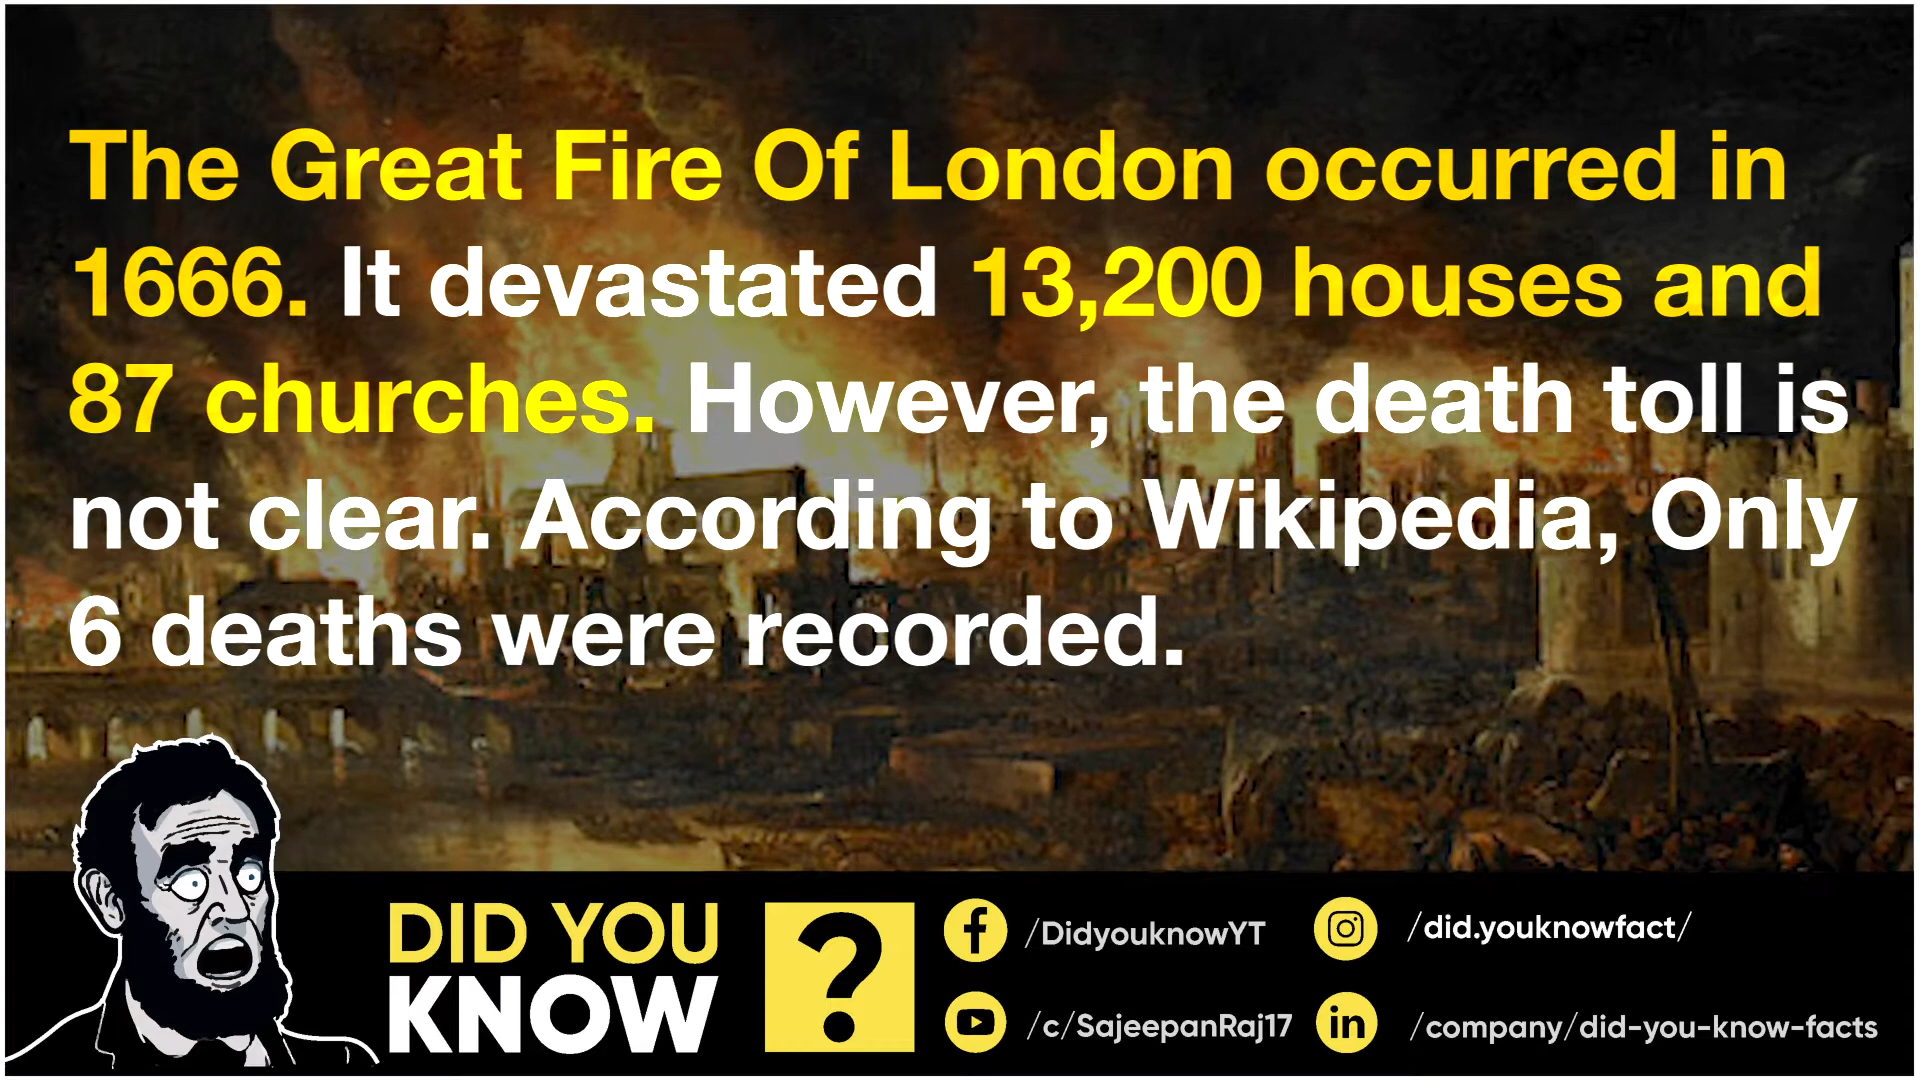 The Great Fire Of London occurred in
1666. It devastated 13,200 houses and
87 churches. However, the death toll is
not clear. According to Wikipedia, Only
6 deaths were recorded.
DID YOU
KNOW
?
/DidyouknowYT
/did.youknowfact/
/c/SajeepanRaj17
/company/did-you-know-facts